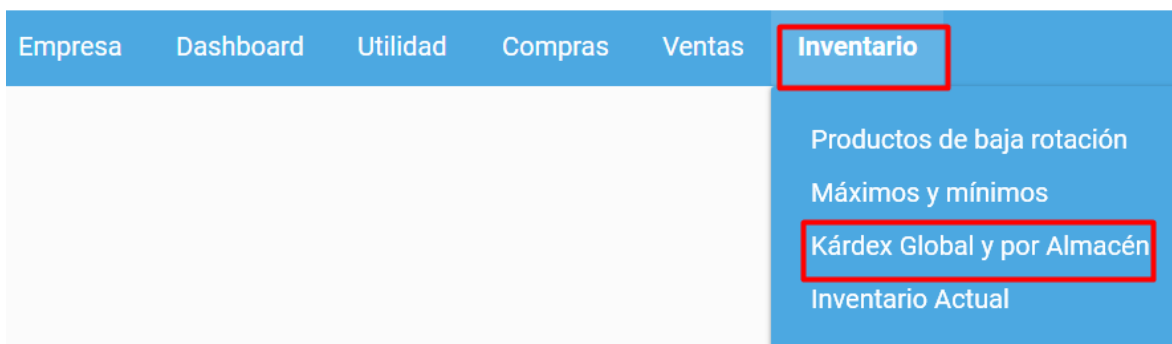 Empresa Dashboard Utilidad Compras Ventas Inventario
Productos de baja rotación
Máximos y mínimos
Kárdex Global y por Almacén
Inventario Actual